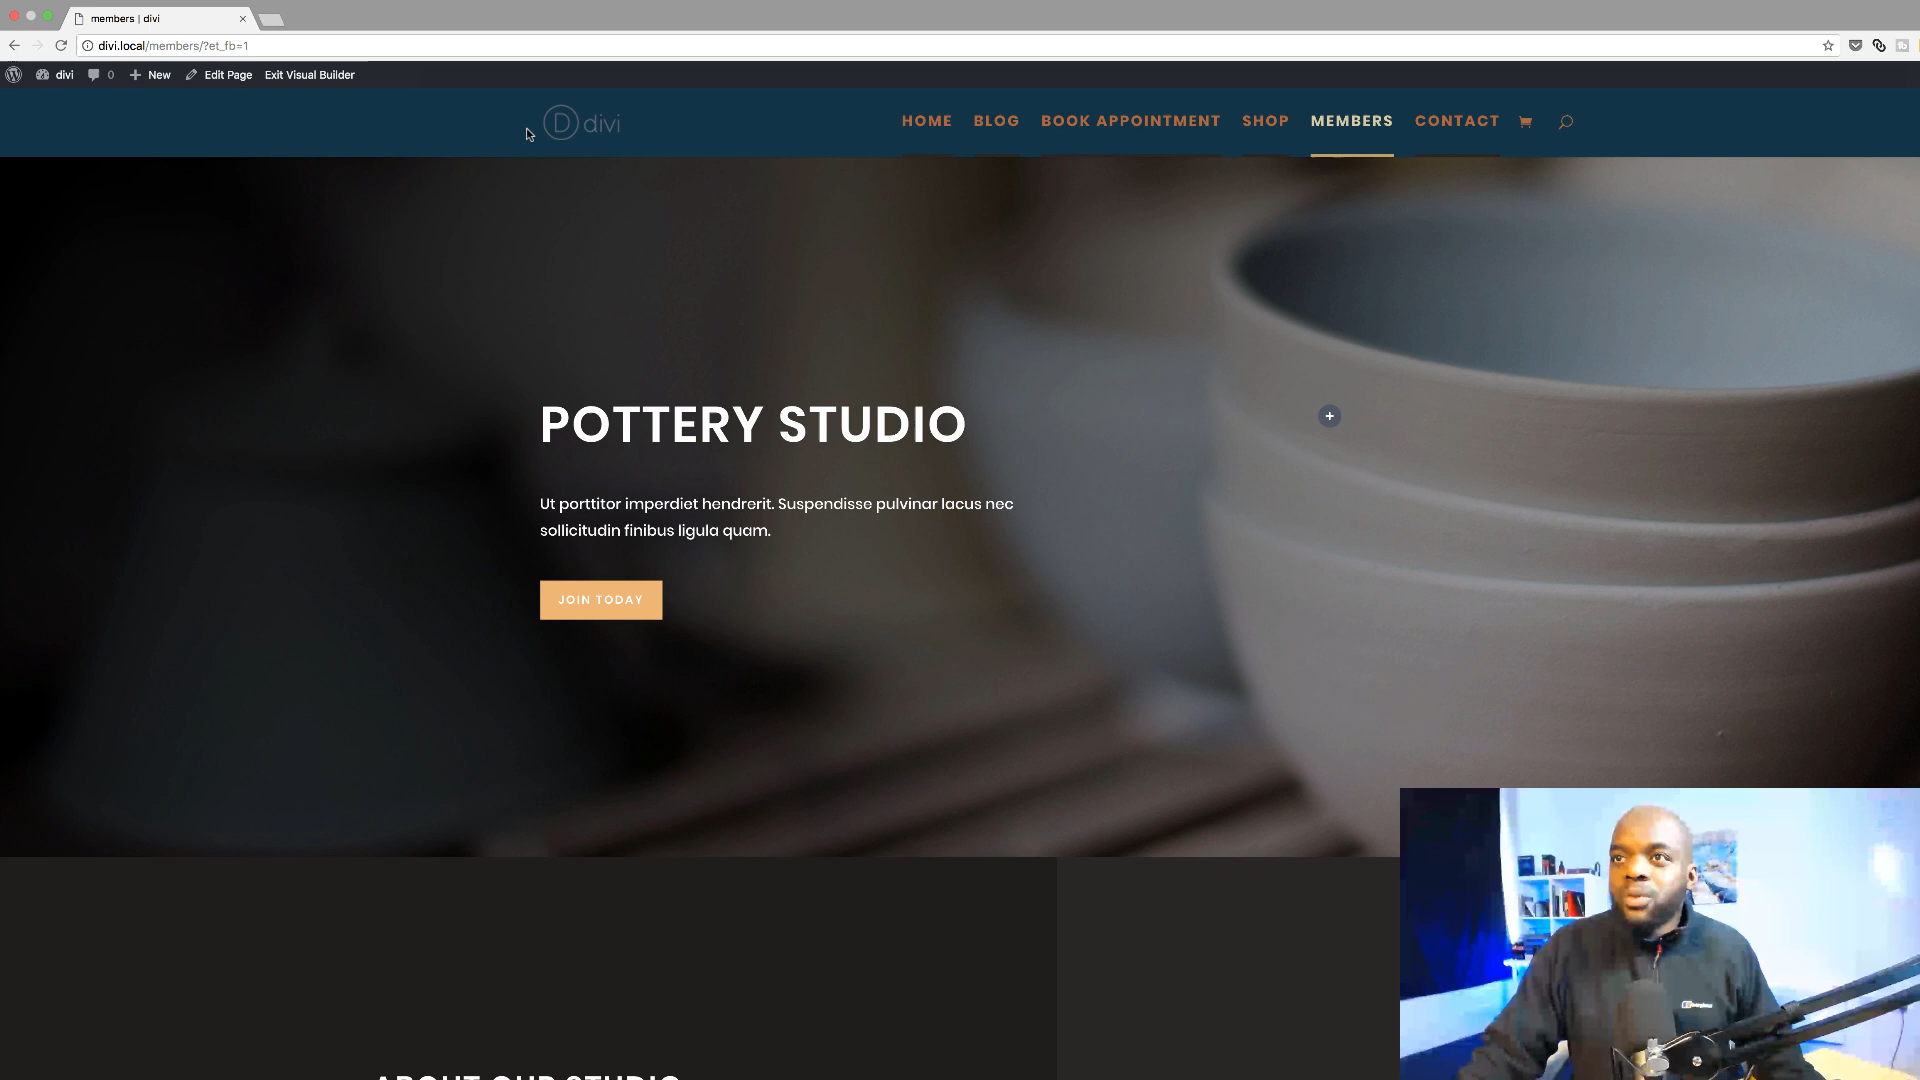 members | divi
divi.local/members/?et_fb=1
divi 0 New Edit Page Exit Visual Builder
D divi
HOME BLOG BOOK APPOINTMENT SHOP MEMBERS CONTACT
POTTERY STUDIO
Ut porttitor imperdiet hendrerit. Suspendisse pulvinar lacus nec
sollicitudin finibus ligula quam.
JOIN TODAY
ABOUT OUR STUDIO